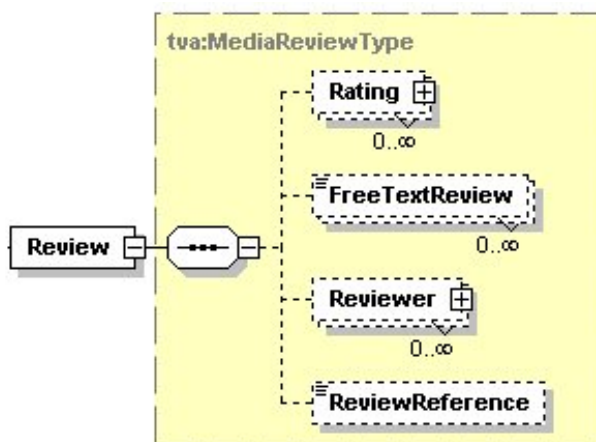 tva:MediaReviewType
Rating
0..∞
FreeTextReview
0..∞
Review
Reviewer
0..∞
ReviewReference